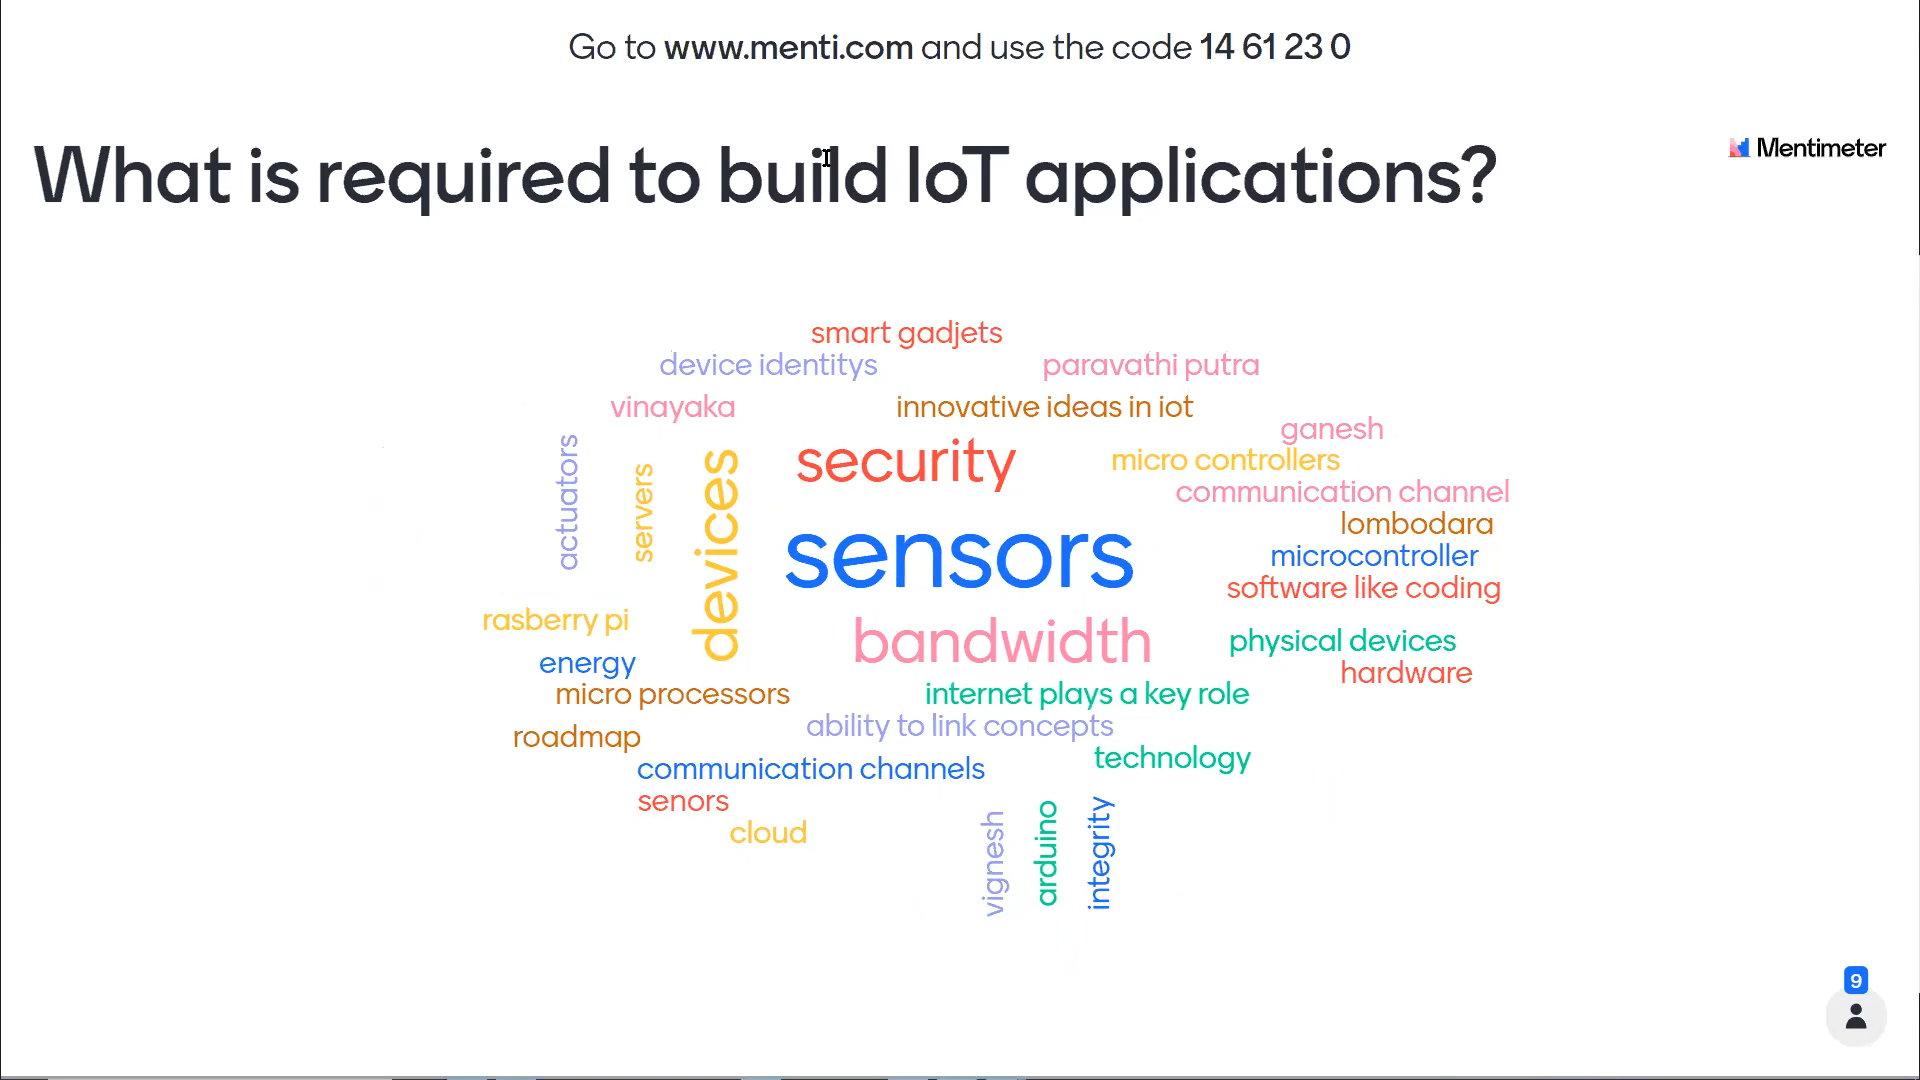 Go to www.menti.com and use the code 14 61 23 0
What is required to build IoT applications?
Mentimeter
smart gadjets
device identitys
paravathi putra
vinayaka
innovative ideas in iot
ganesh
actuators
servers
devices
security
micro controllers
communication channel
lombodara
sensors
microcontroller
software like coding
rasberry pi
bandwidth
physical devices
energy
hardware
micro processors
internet plays a key role
roadmap
ability to link concepts
technology
communication channels
senors
cloud
vignesh
arduino
integrity
9